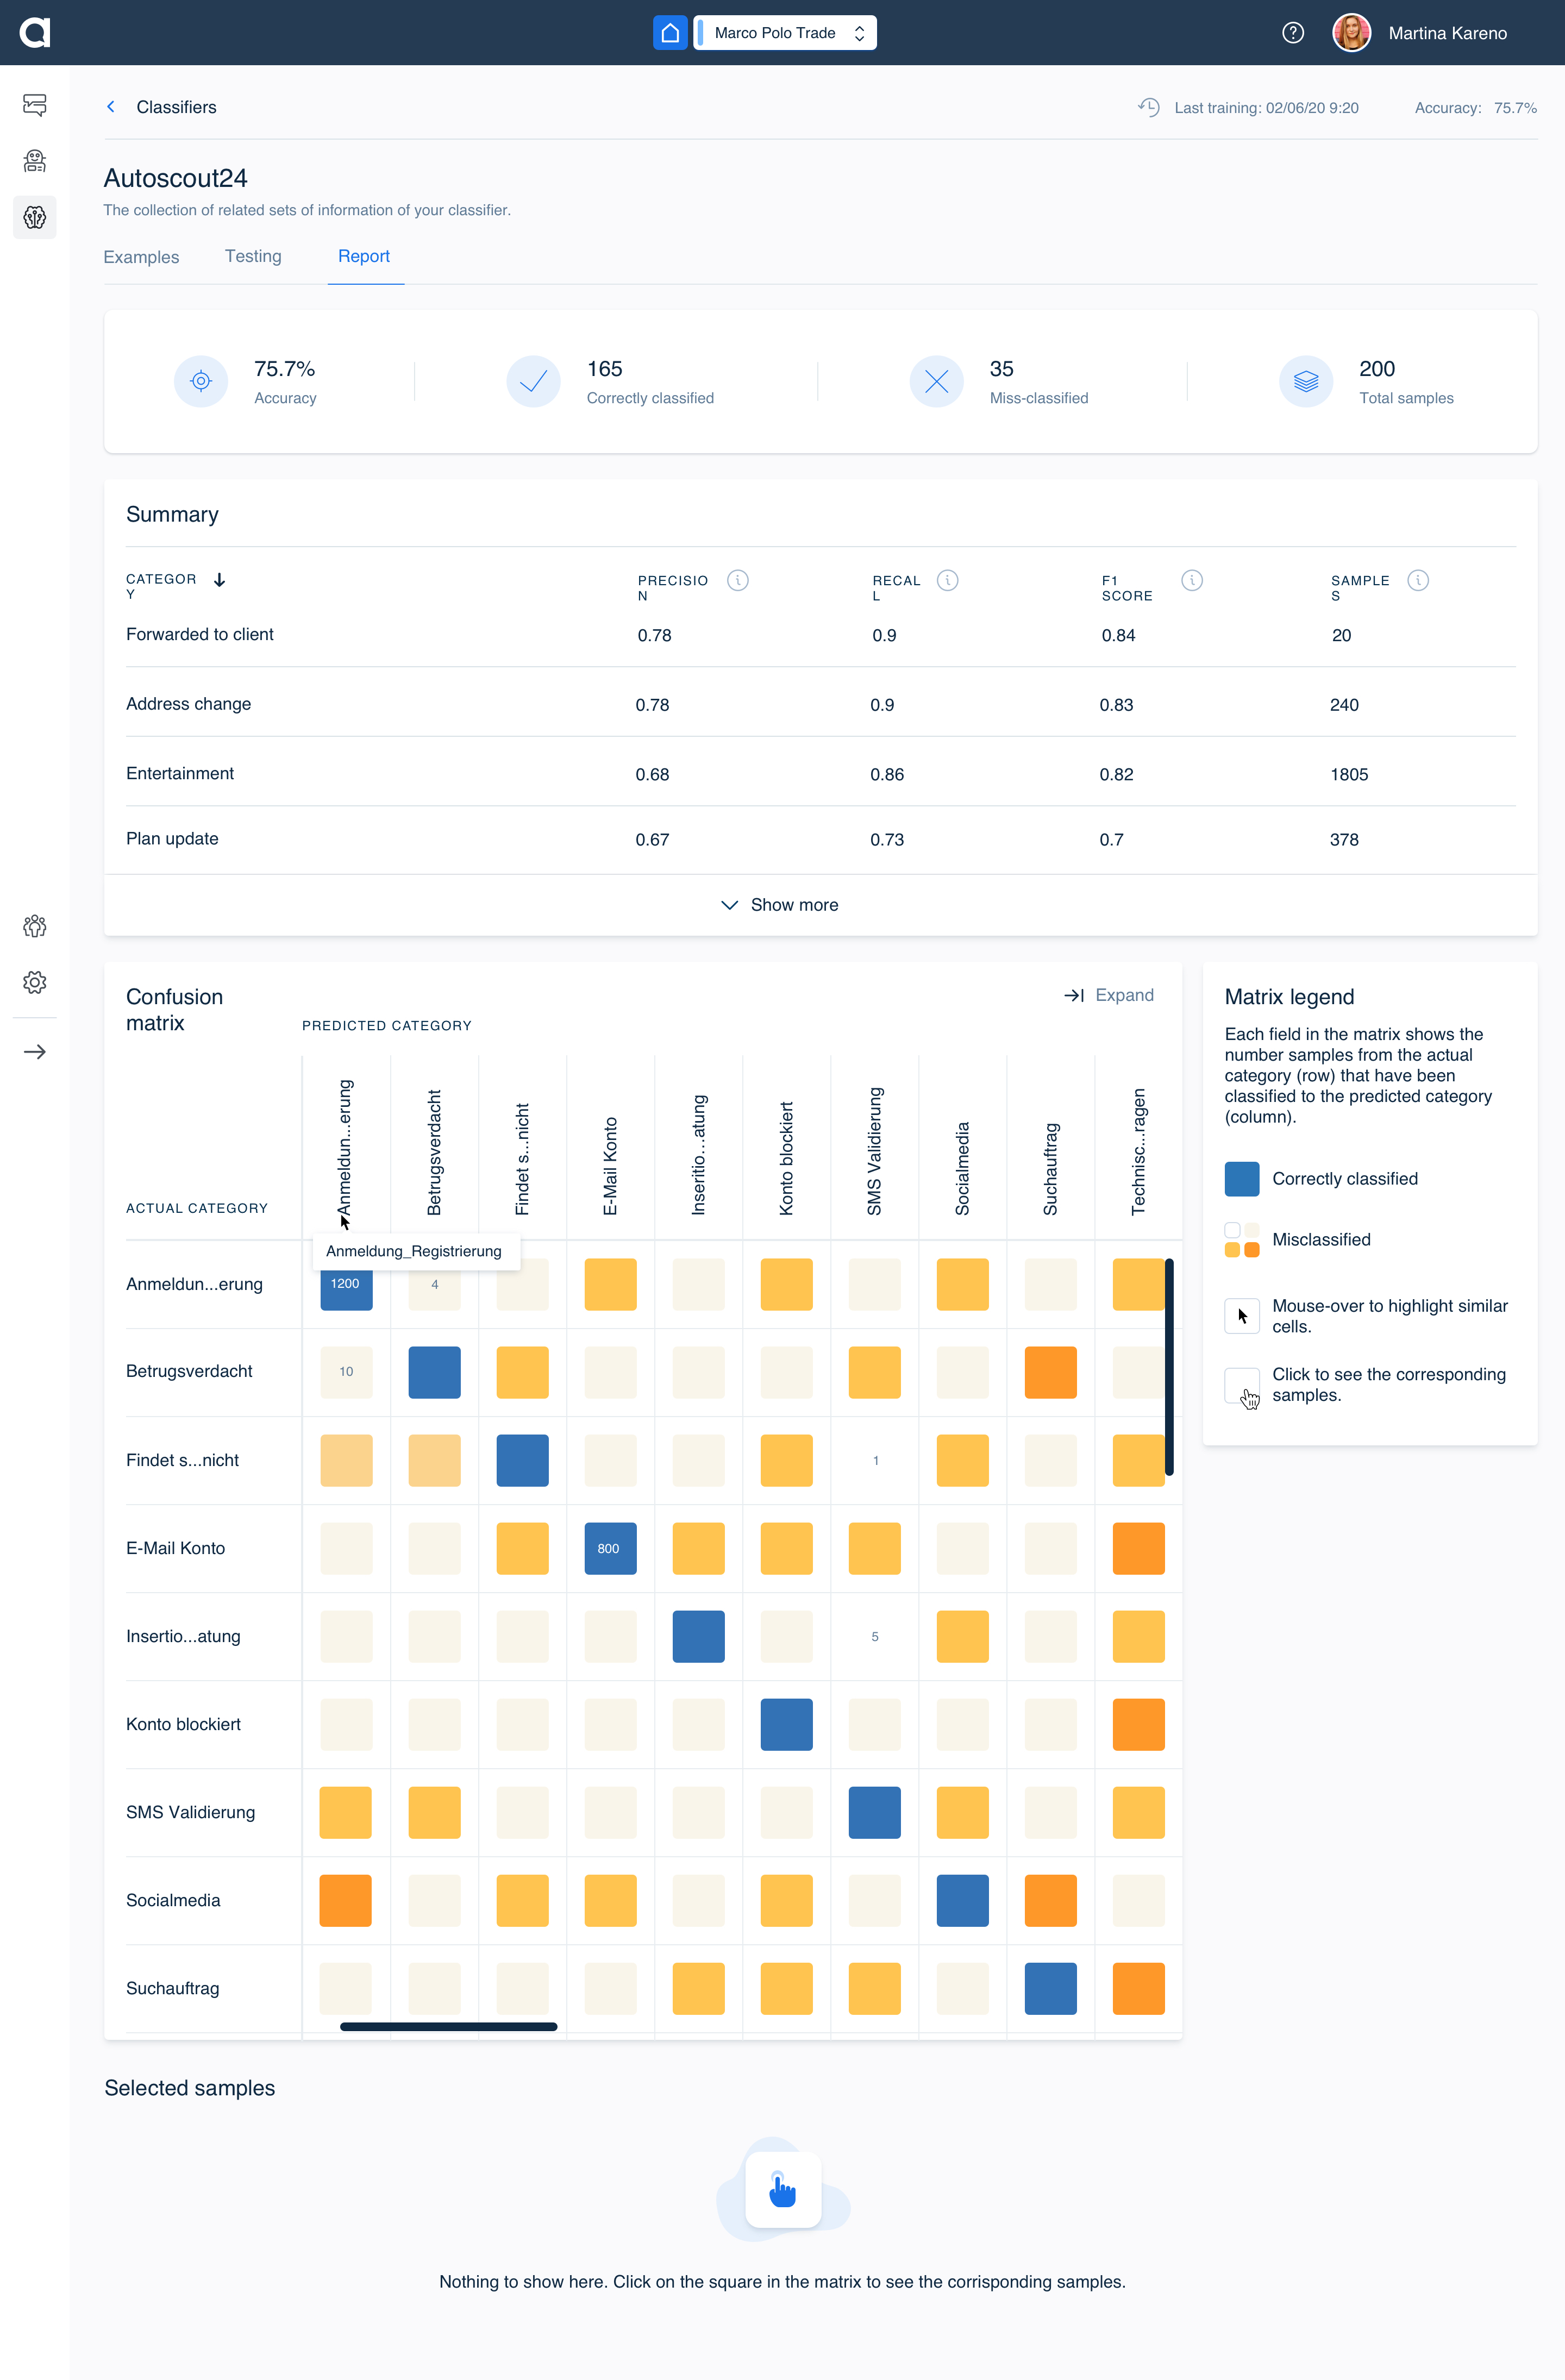 Marco Polo Trade
Martina Kareno
Classifiers
Last training: 02/06/20 9:20
Accuracy: 75.7%
Autoscout24
The collection of related sets of information of your classifier.
Examples
Testing
Report
75.7%
Accuracy
165
Correctly classified
35
Miss-classified
200
Total samples
Summary
CATEGOR
Y
PRECISIO
N
RECAL
L
F1
SCORE
SAMPLE
S
Forwarded to client 0.78 0.9 0.84 20
Address change 0.78 0.9 0.83 240
Entertainment 0.68 0.86 0.82 1805
Plan update 0.67 0.73 0.7 378
Show more
Confusion
matrix
PREDICTED CATEGORY
Expand
ACTUAL CATEGORY
Anmeldun...erung
Betrugsverdacht
Findet s...nicht
E-Mail Konto
Inseritio...atung
Konto blockiert
SMS Validierung
Socialmedia
Suchauftrag
Technisc...ragen
Anmeldung_Registrierung
Anmeldun...erung 1200 4
Betrugsverdacht 10
Findet s...nicht 1
E-Mail Konto 800
Insertio...atung 5
Konto blockiert
SMS Validierung
Socialmedia
Suchauftrag
Matrix legend
Each field in the matrix shows the
number samples from the actual
category (row) that have been
classified to the predicted category
(column).
Correctly classified
Misclassified
Mouse-over to highlight similar
cells.
Click to see the corresponding
samples.
Selected samples
Nothing to show here. Click on the square in the matrix to see the corrisponding samples.